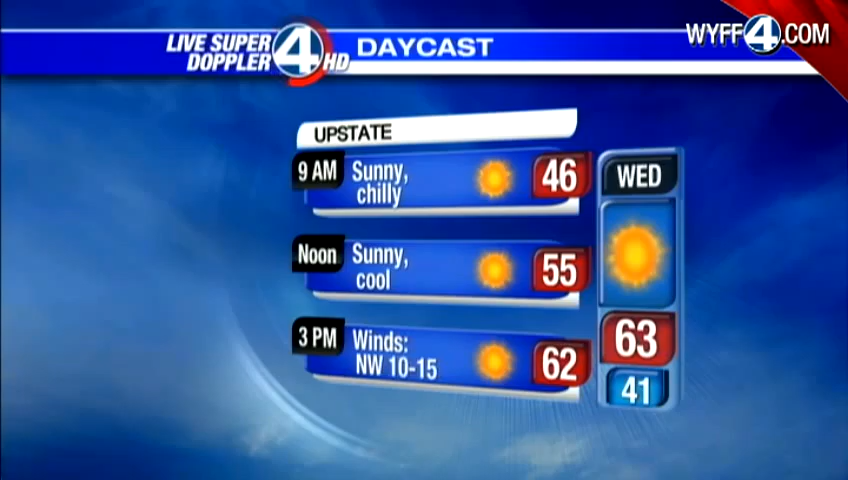 LIVE SUPER
DOPPLER 4 HD
DAYCAST
WYFF4.COM
UPSTATE
9 AM Sunny, chilly 46
Noon Sunny, cool 55
3 PM Winds: NW 10-15 62
WED
63
41